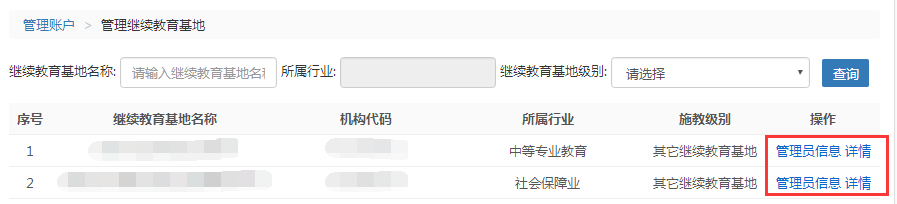 管理账户 > 管理继续教育基地
继续教育基地名称: 请输入继续教育基地名称 所属行业: 继续教育基地级别: 请选择 查询
序号 继续教育基地名称 机构代码 所属行业 施教级别 操作
1 中等专业教育 其它继续教育基地 管理员信息 详情
2 社会保障业 其它继续教育基地 管理员信息 详情